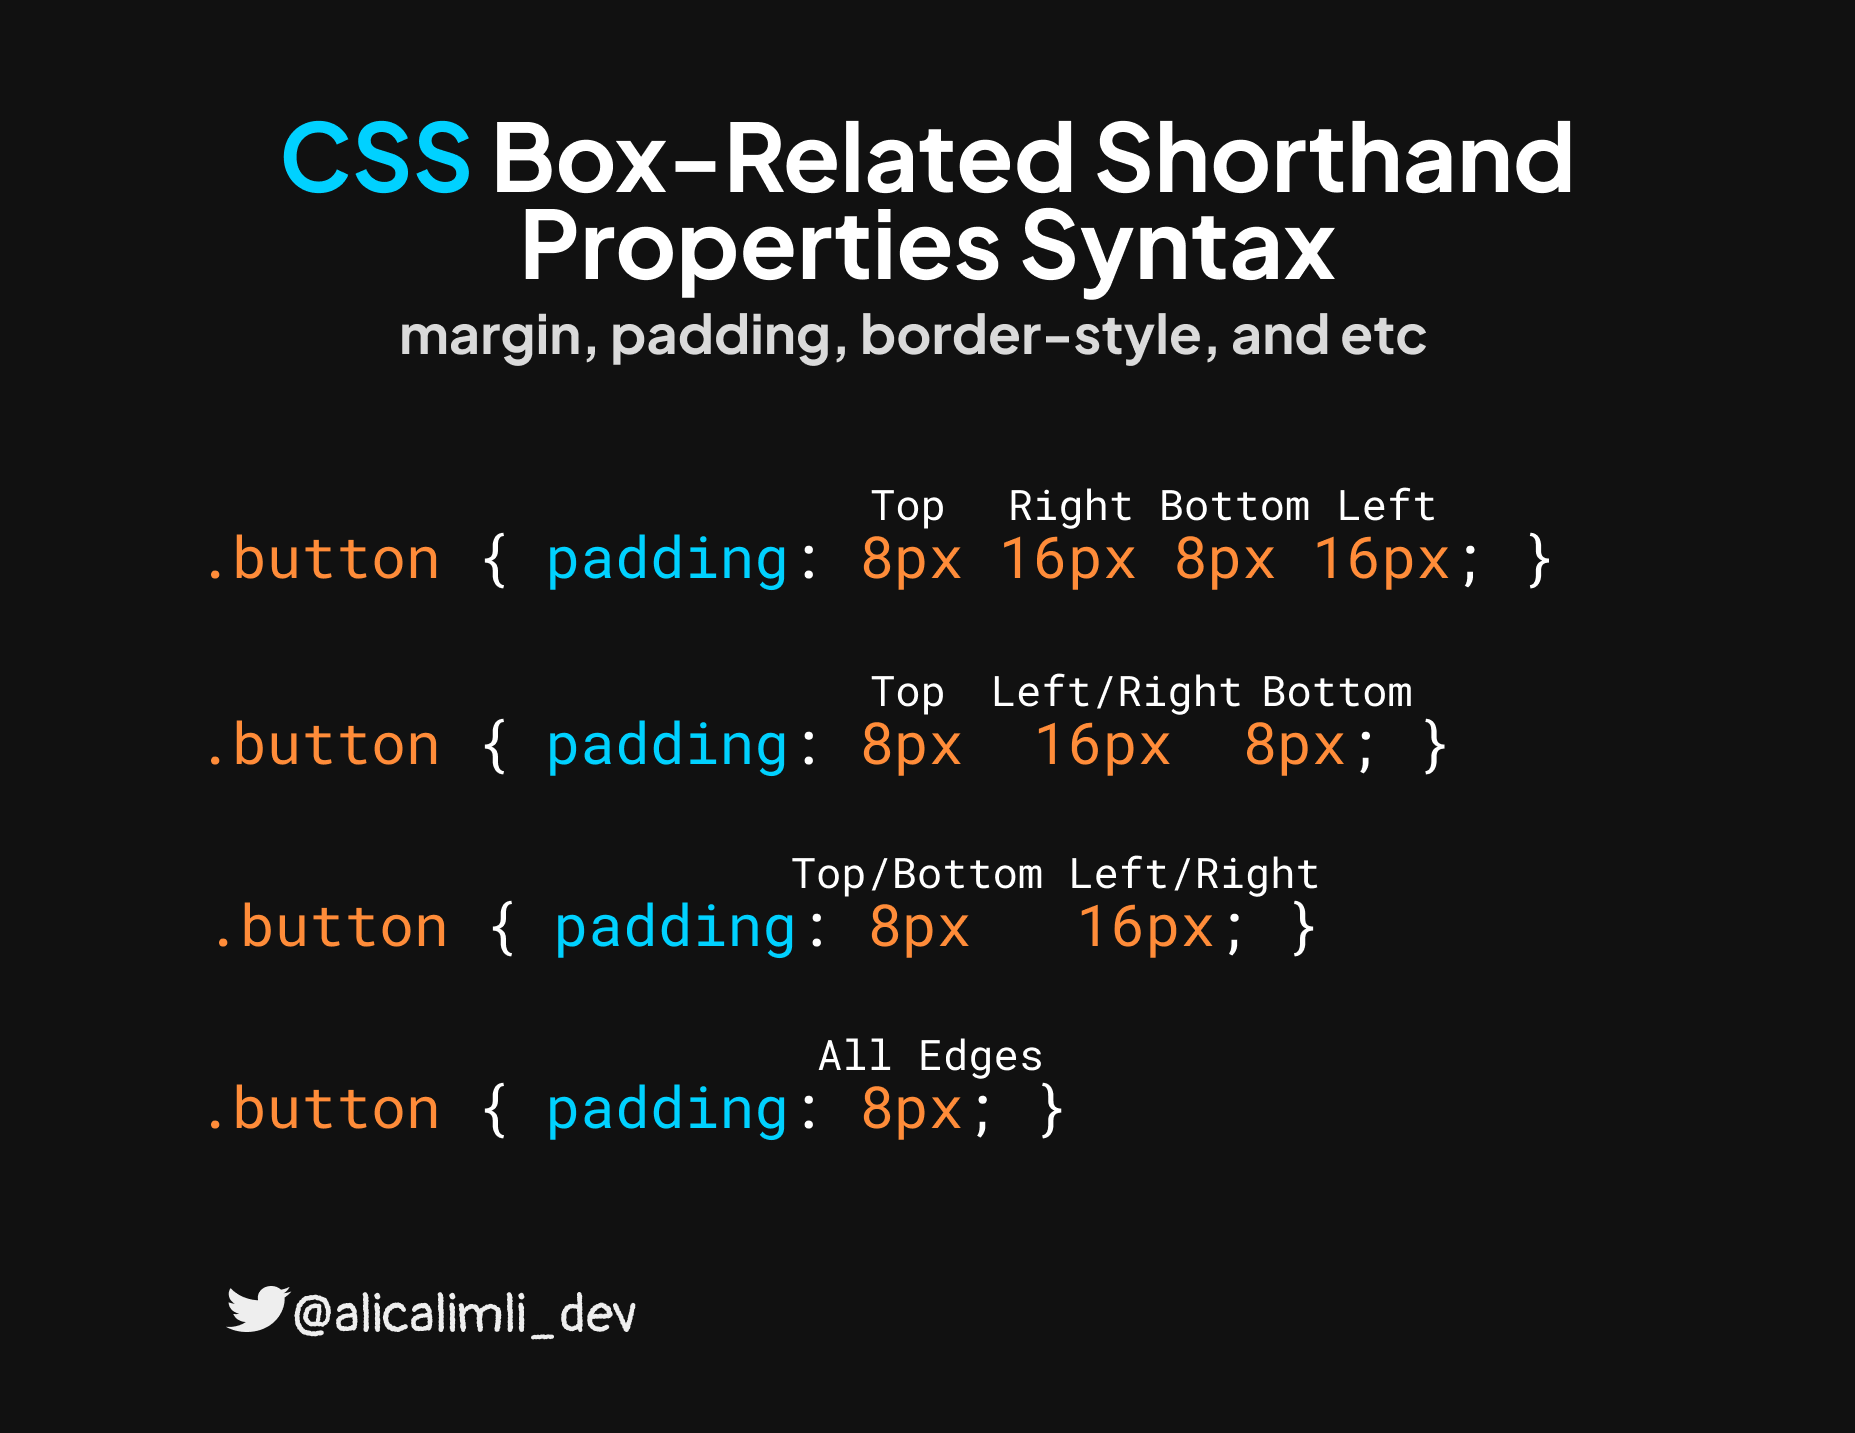 CSS Box-Related Shorthand
Properties Syntax
margin, padding, border-style, and etc
Top Right Bottom Left
.button { padding: 8px 16px 8px 16px; }
Top Left/Right Bottom
.button { padding: 8px 16px 8px; }
Top/Bottom Left/Right
.button { padding: 8px 16px; }
All Edges
.button { padding: 8px; }
@alicalimli_dev